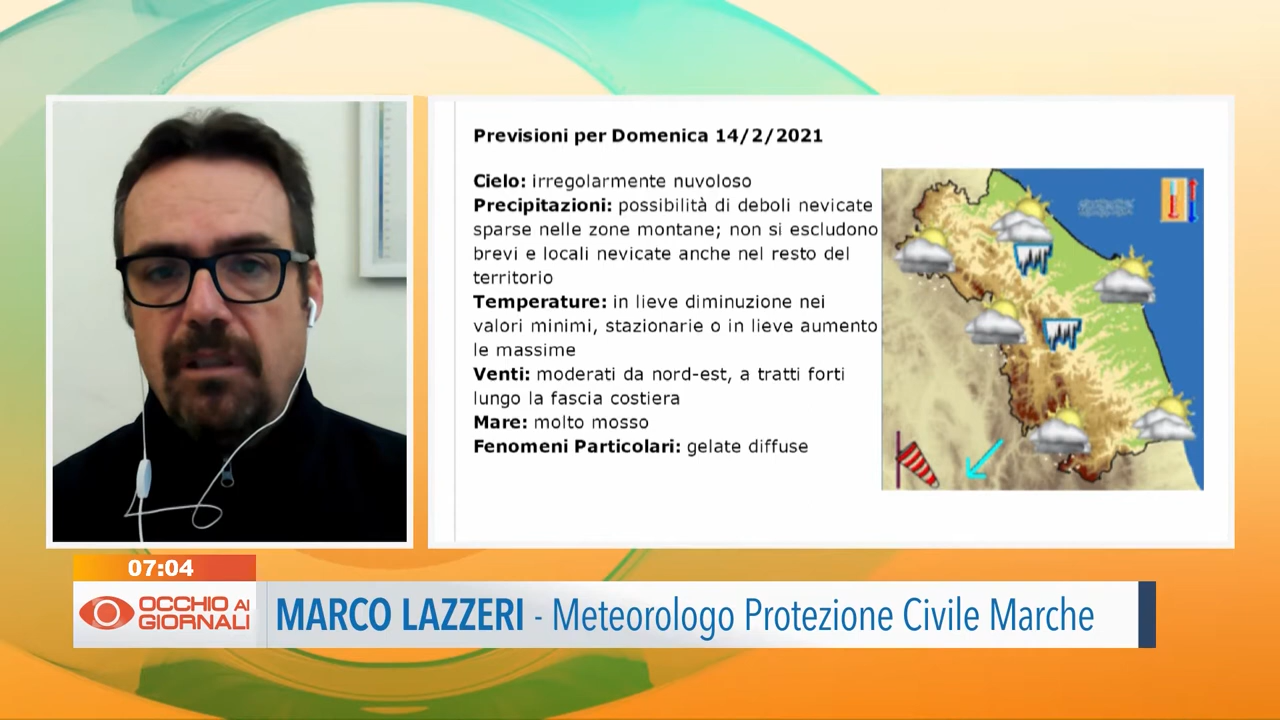 Previsioni per Domenica 14/2/2021
Cielo: irregolarmente nuvoloso
Precipitazioni: possibilità di deboli nevicate
sparse nelle zone montane; non si escludono
brevi e locali nevicate anche nel resto del
territorio
Temperature: in lieve diminuzione nei
valori minimi, stazionarie o in lieve aumento
le massime
Venti: moderati da nord-est, a tratti forti
lungo la fascia costiera
Mare: molto mosso
Fenomeni Particolari: gelate diffuse
07:04
OCCHIO AI
GIORNALI
MARCO LAZZERI - Meteorologo Protezione Civile Marche